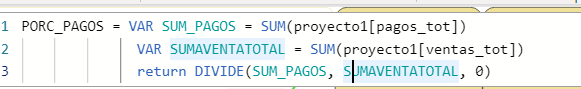 1 PORC_PAGOS = VAR SUM_PAGOS = SUM(proyecto1[pagos_tot])
2 VAR SUMAVENTATOTAL = SUM(proyecto1[ventas_tot])
3 return DIVIDE(SUM_PAGOS, SUMAVENTATOTAL, 0)